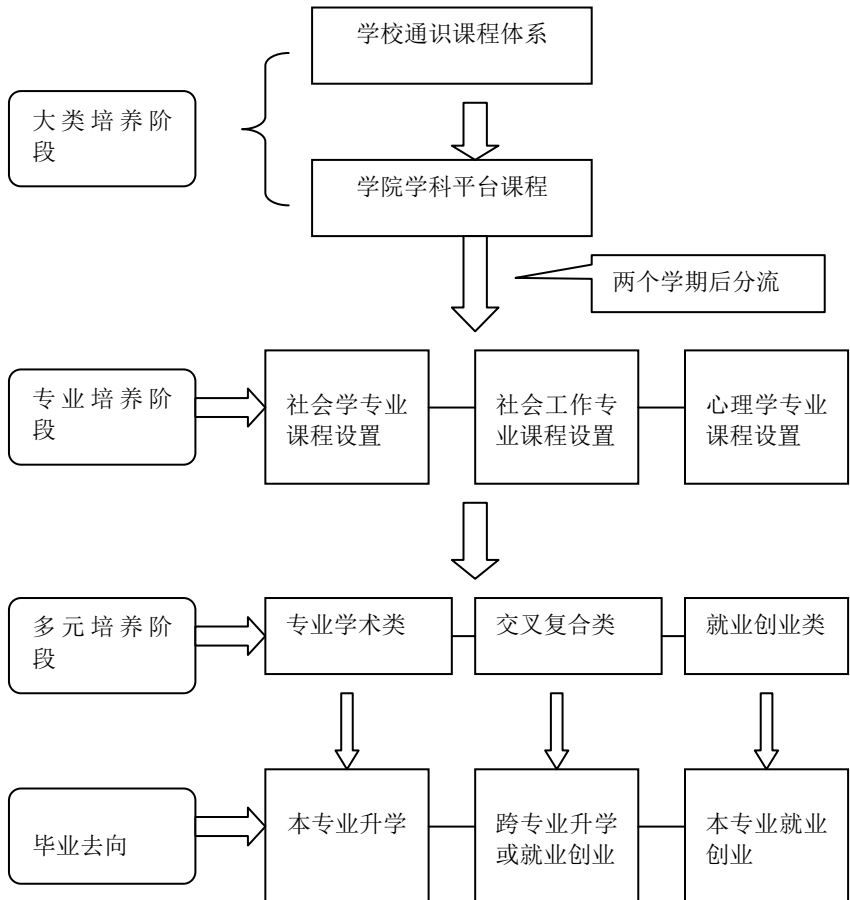 学校通识课程体系
大类培养阶
段
学院学科平台课程
两个学期后分流
专业培养阶
段
社会学专业
课程设置
社会工作专
业课程设置
心理学专业
课程设置
多元培养阶
段
专业学术类
交叉复合类
就业创业类
毕业去向
本专业升学
跨专业升学
或就业创业
本专业就业
创业